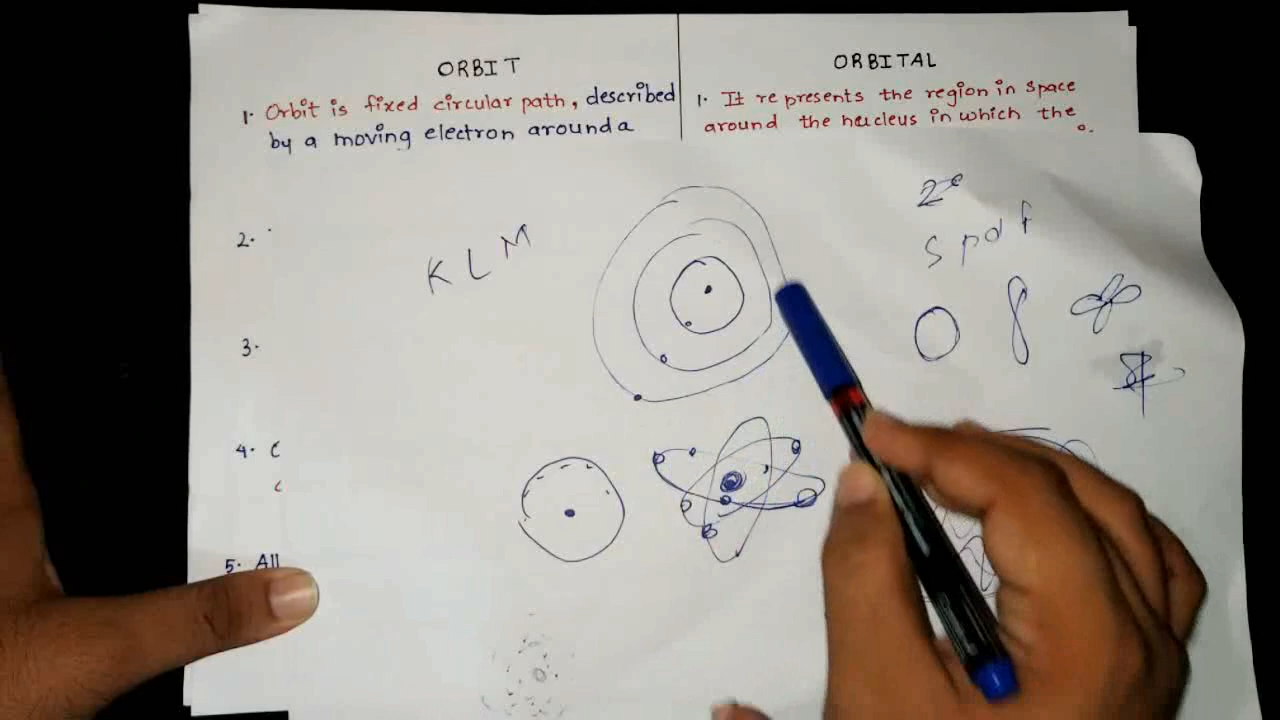 ORBIT
1. Orbit is fixed circular path, described
by a moving electron around a
2.
3.
4. C
5. All
ORBITAL
1. It represents the region in space
around the nucleus in which the
K L M
2e
s p d f